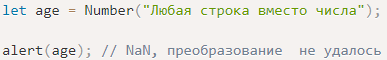 let age = Number("Любая строка вместо числа");
alert(age); // NaN, преобразование  не удалось